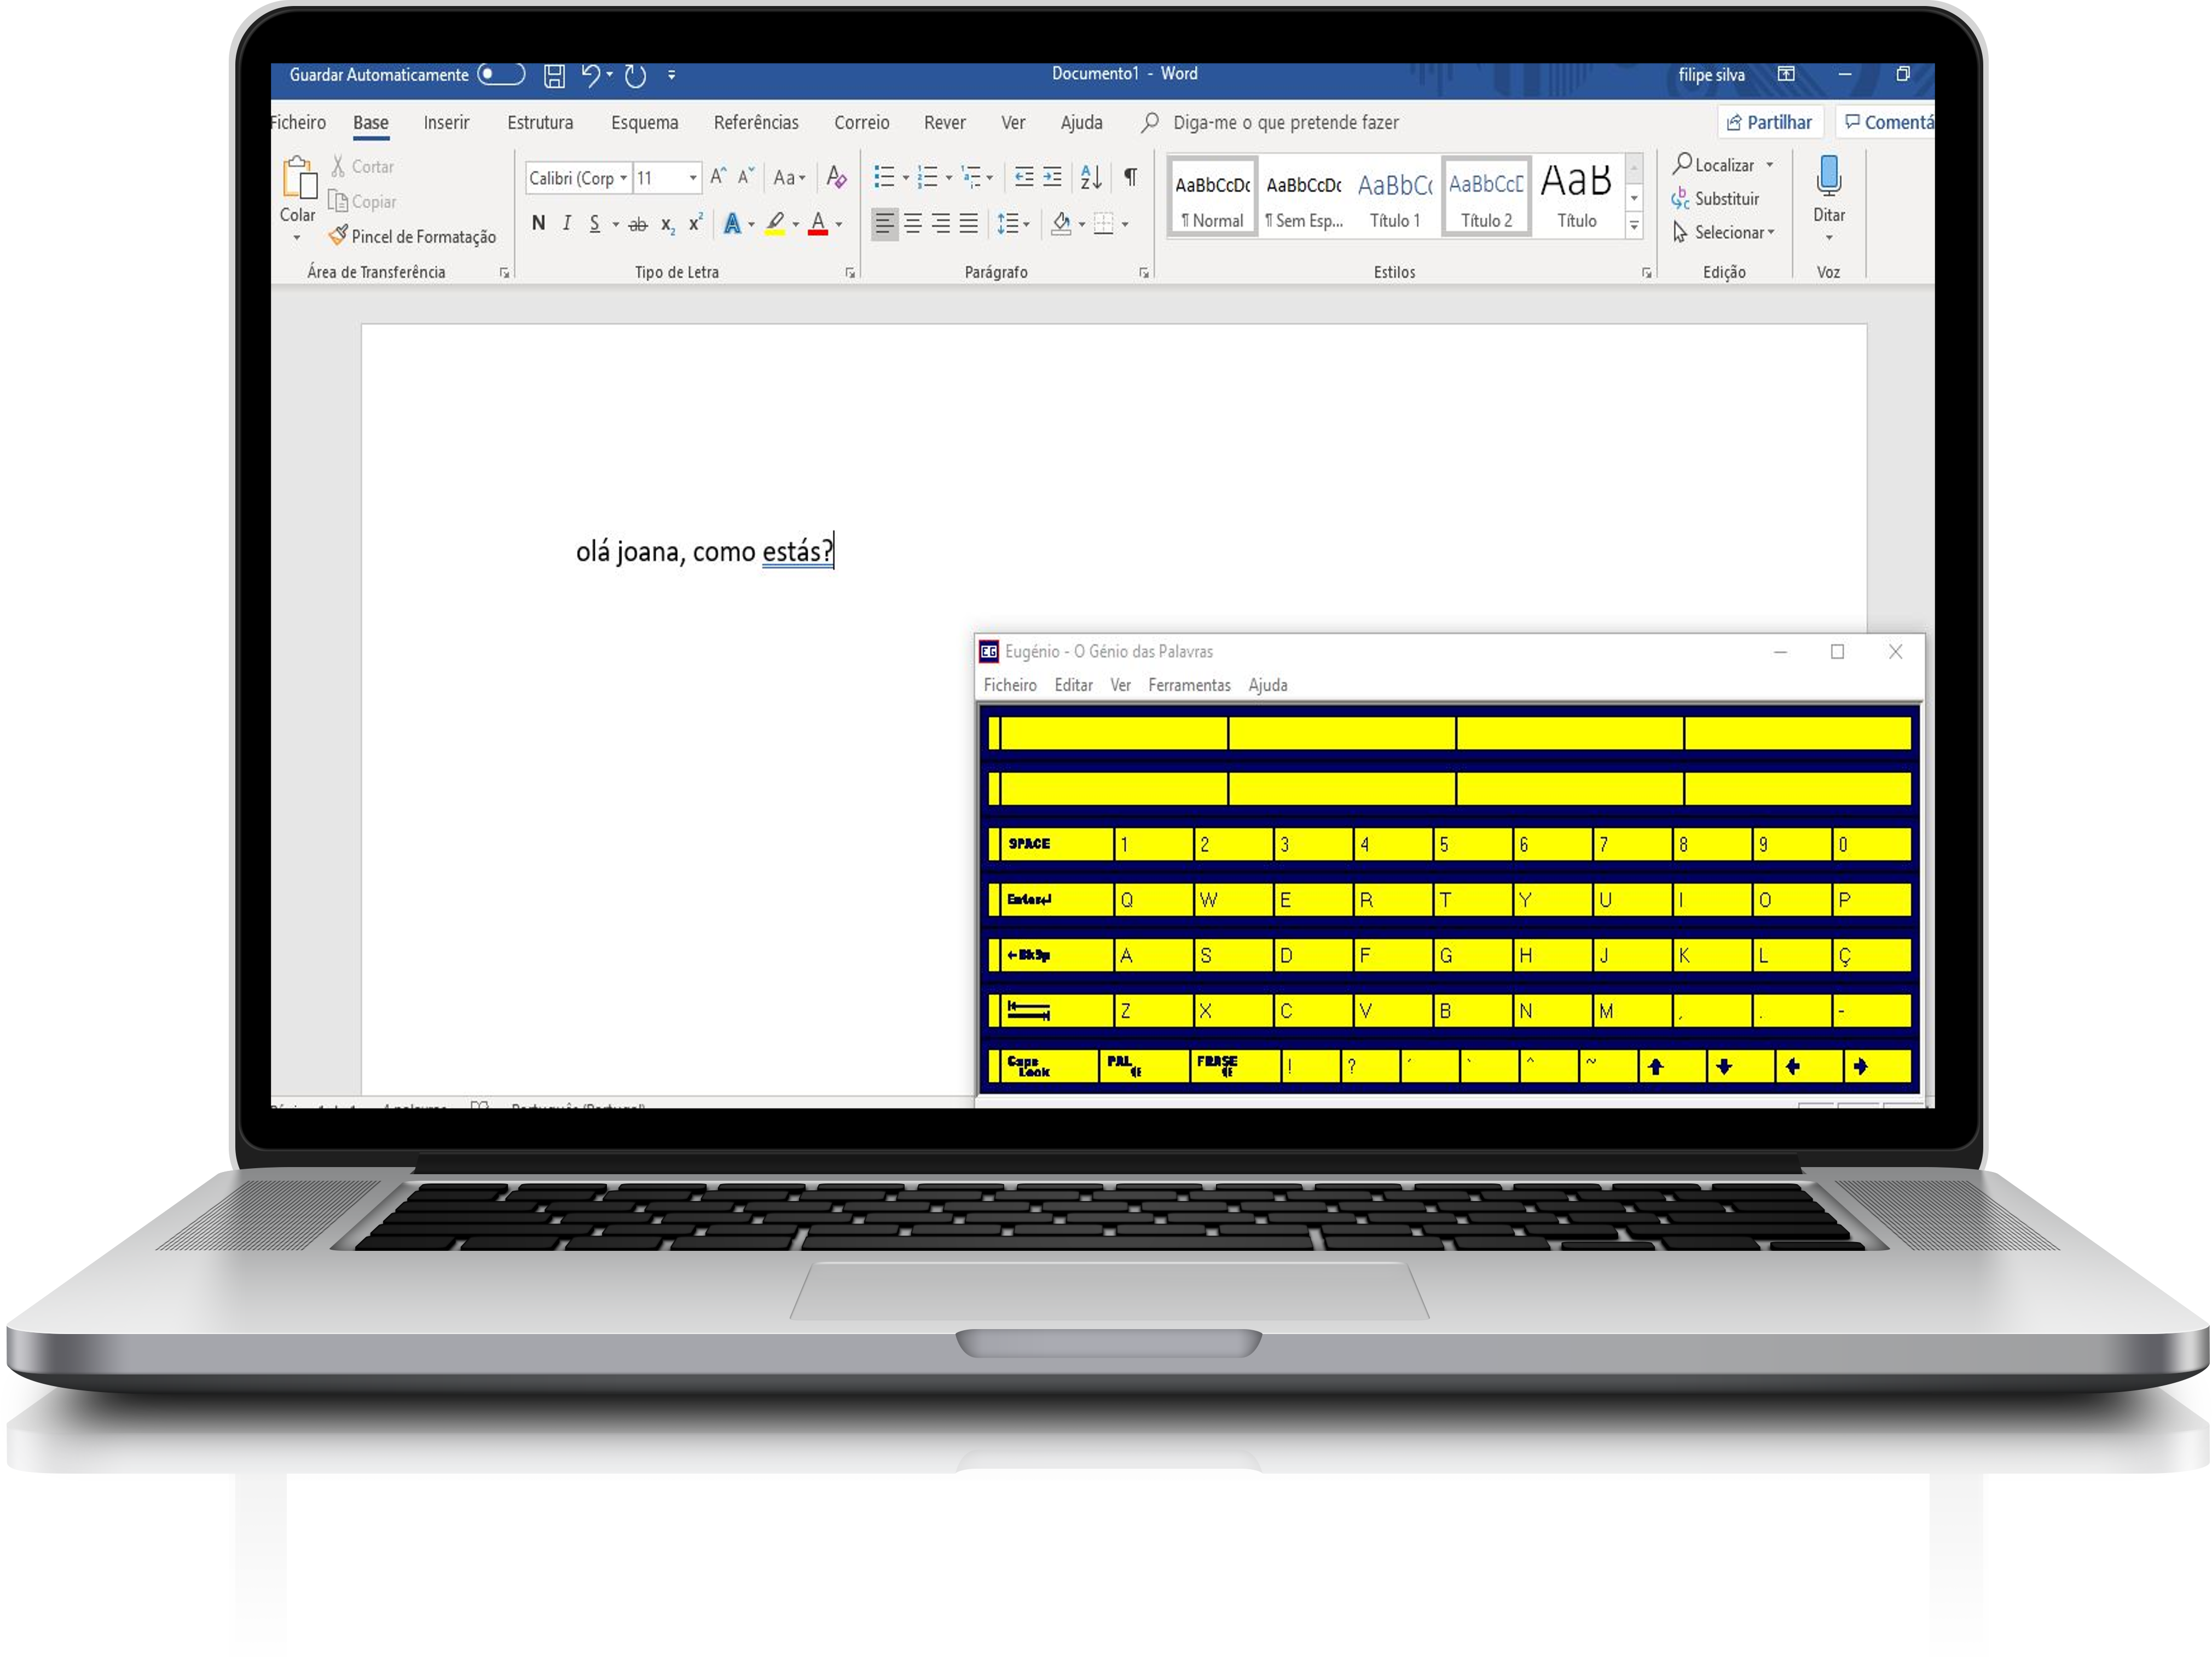 Guardar Automaticamente
Documento1 - Word
filipe silva
Ficheiro Base Inserir Estrutura Esquema Referências Correio Rever Ver Ajuda Diga-me o que pretende fazer Partilhar Comentá
Colar
Cortar
Copiar
Pincel de Formatação
Área de Transferência
Calibri (Corp 11 Aa
N I S ab x₂ x² A A
Tipo de Letra
Parágrafo
AaBbCcDc AaBbCcDc AaBbC AaBbCcD AaB
¶ Normal ¶ Sem Esp... Título 1 Título 2 Título
Estilos
Localizar
Substituir
Selecionar
Edição
Ditar
Voz
olá joana, como estás?
EG Eugénio - O Génio das Palavras
Ficheiro Editar Ver Ferramentas Ajuda
SPACE 1 2 3 4 5 6 7 8 9 0
Enter↵ Q W E R T Y U I O P
←BkSp A S D F G H J K L Ç
Z X C V B N M , . -
Caps Lock PAL FRASE ! ? ´ ` ^ ~